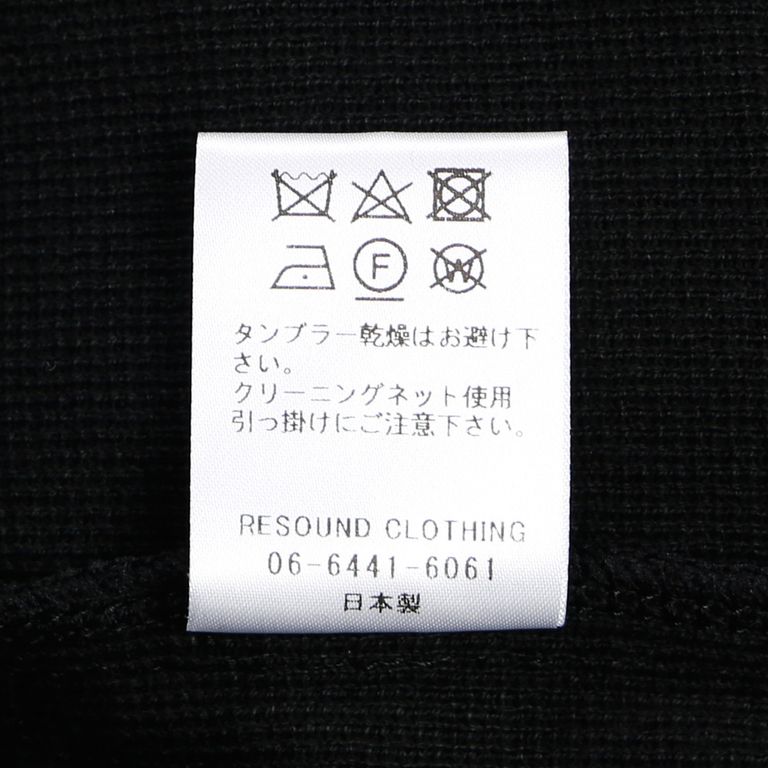 F W
タンブラー乾燥はお避け下
さい。
クリーニングネット使用
引っ掛けにご注意下さい。
RESOUND CLOTHING
06-6441-6061
日本製